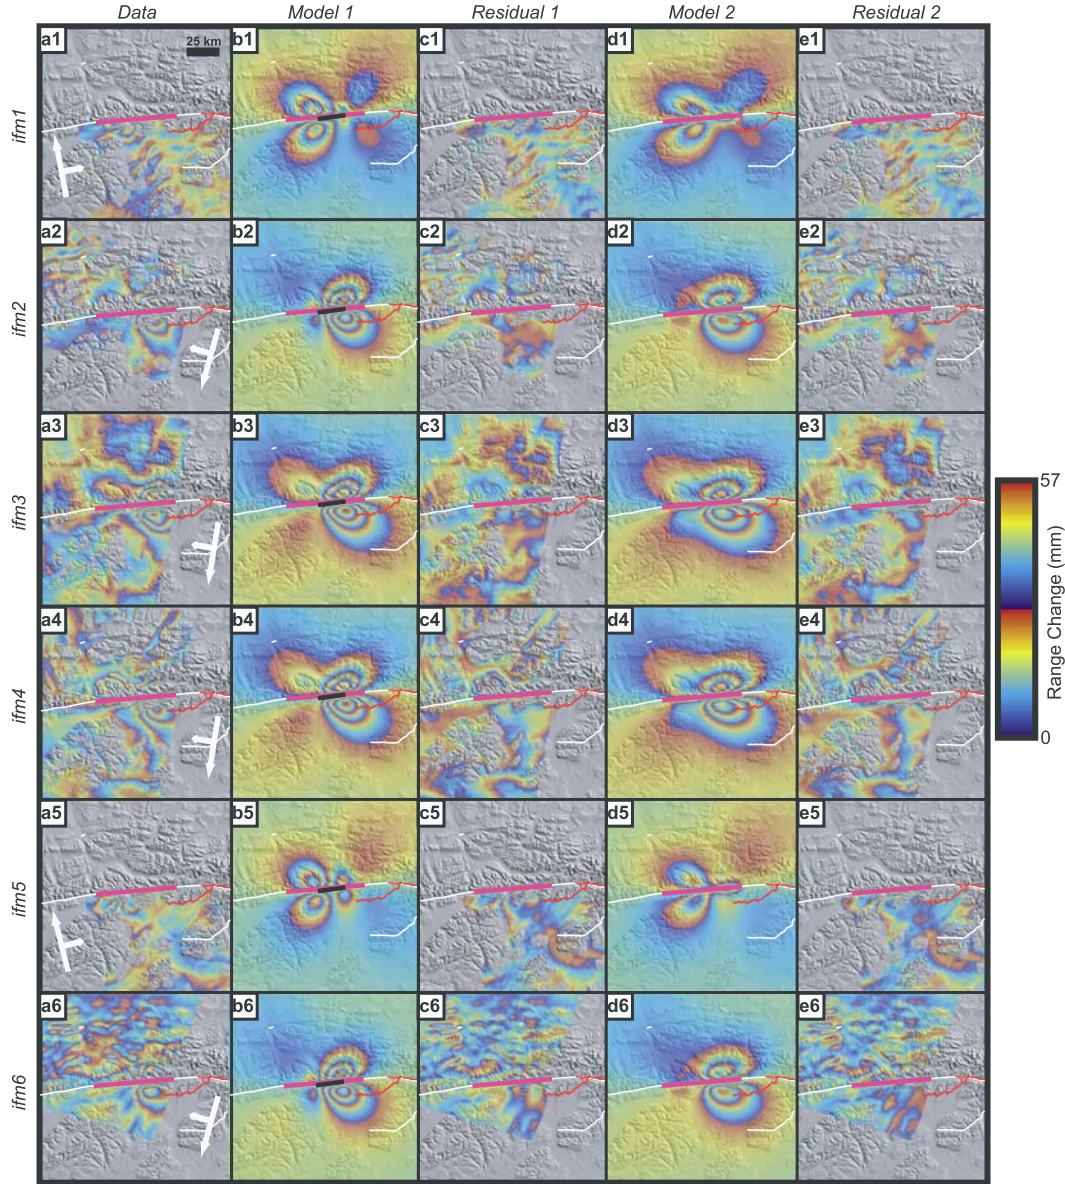 Data Model 1 Residual 1 Model 2 Residual 2
ifm1 a1 25 km b1 c1 d1 e1
ifm2 a2 b2 c2 d2 e2
ifm3 a3 b3 c3 d3 e3
57
Range Change (mm)
0
ifm4 a4 b4 c4 d4 e4
ifm5 a5 b5 c5 d5 e5
ifm6 a6 b6 c6 d6 e6